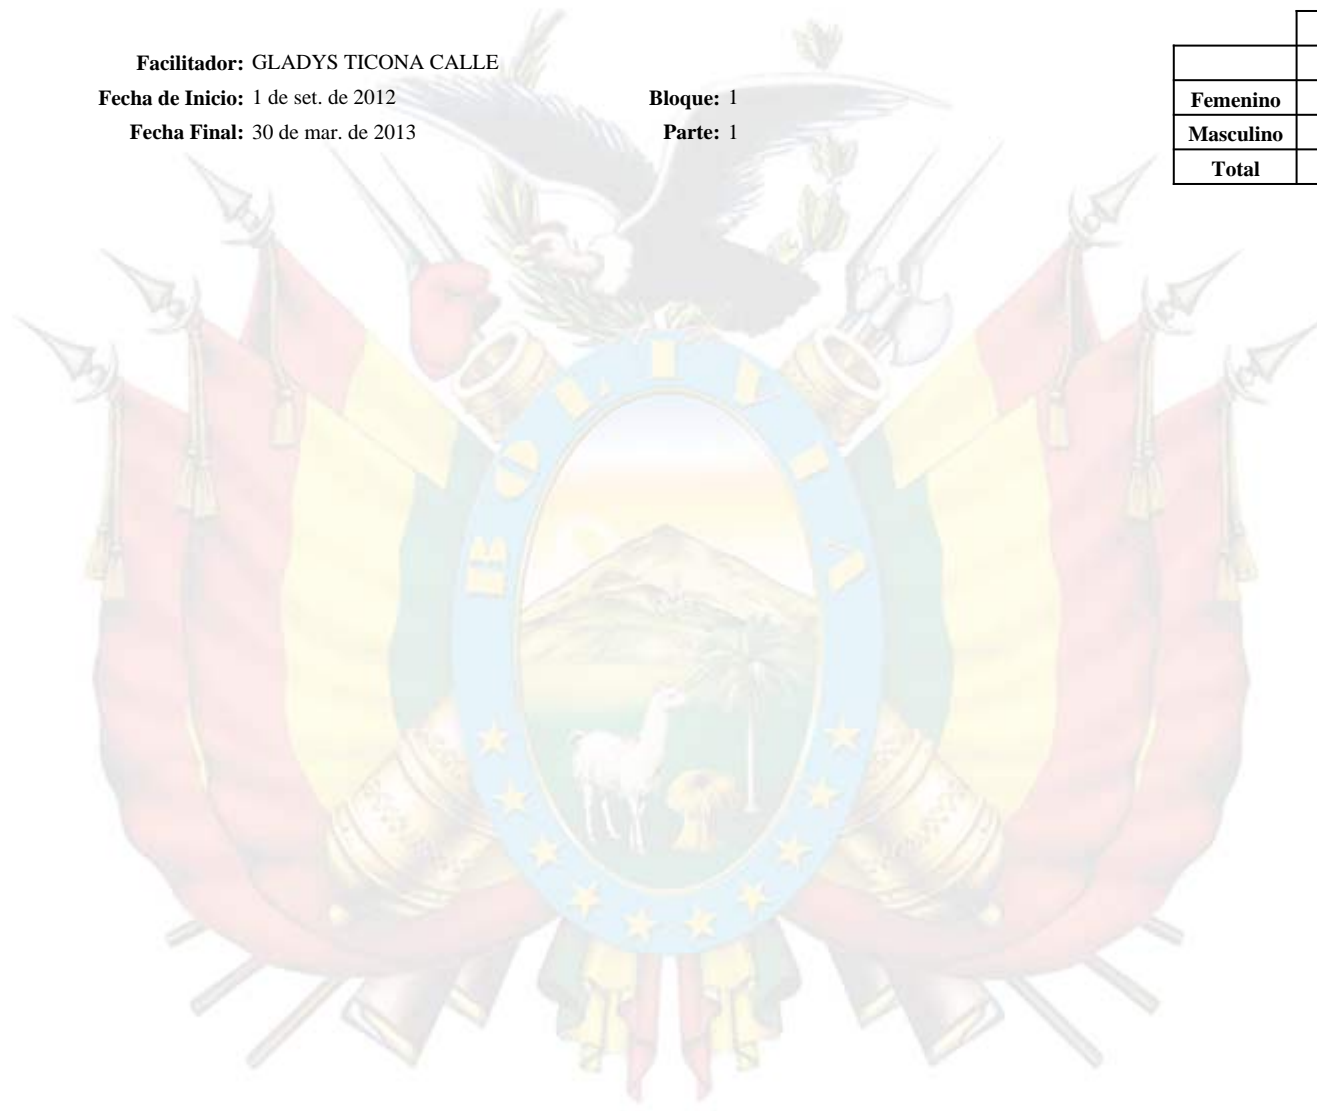 Facilitador: GLADYS TICONA CALLE
Fecha de Inicio: 1 de set. de 2012 Bloque: 1
Fecha Final: 30 de mar. de 2013 Parte: 1
Femenino
Masculino
Total
BOLIVIA